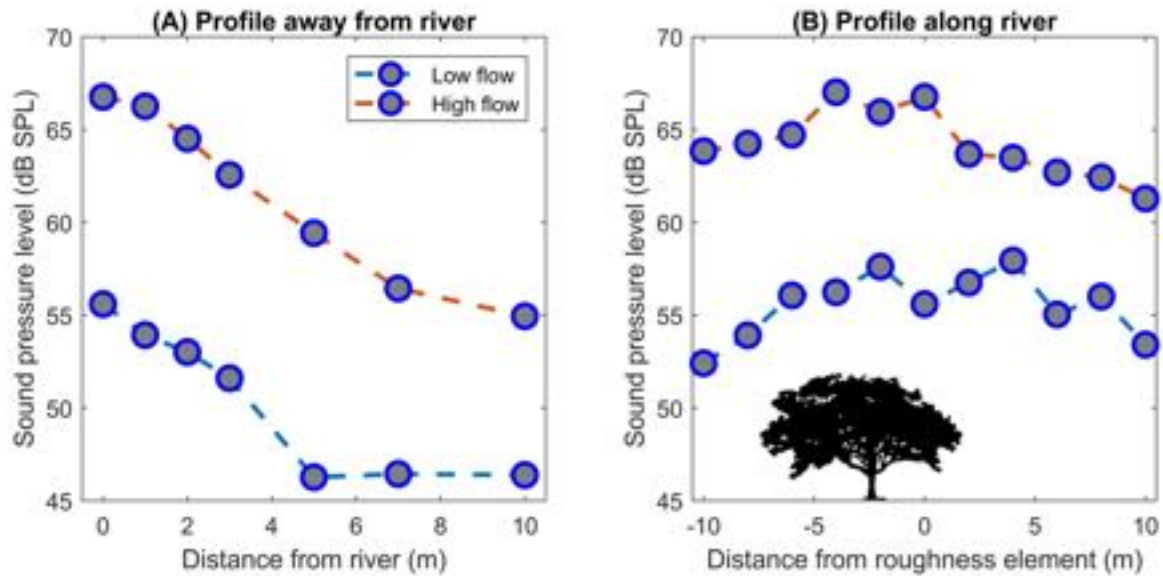 (A) Profile away from river
70
65
60
55
50
45
Sound pressure level (dB SPL)
Low flow
High flow
0 2 4 6 8 10
Distance from river (m)
(B) Profile along river
70
65
60
55
50
45
Sound pressure level (dB SPL)
-10 -5 0 5 10
Distance from roughness element (m)